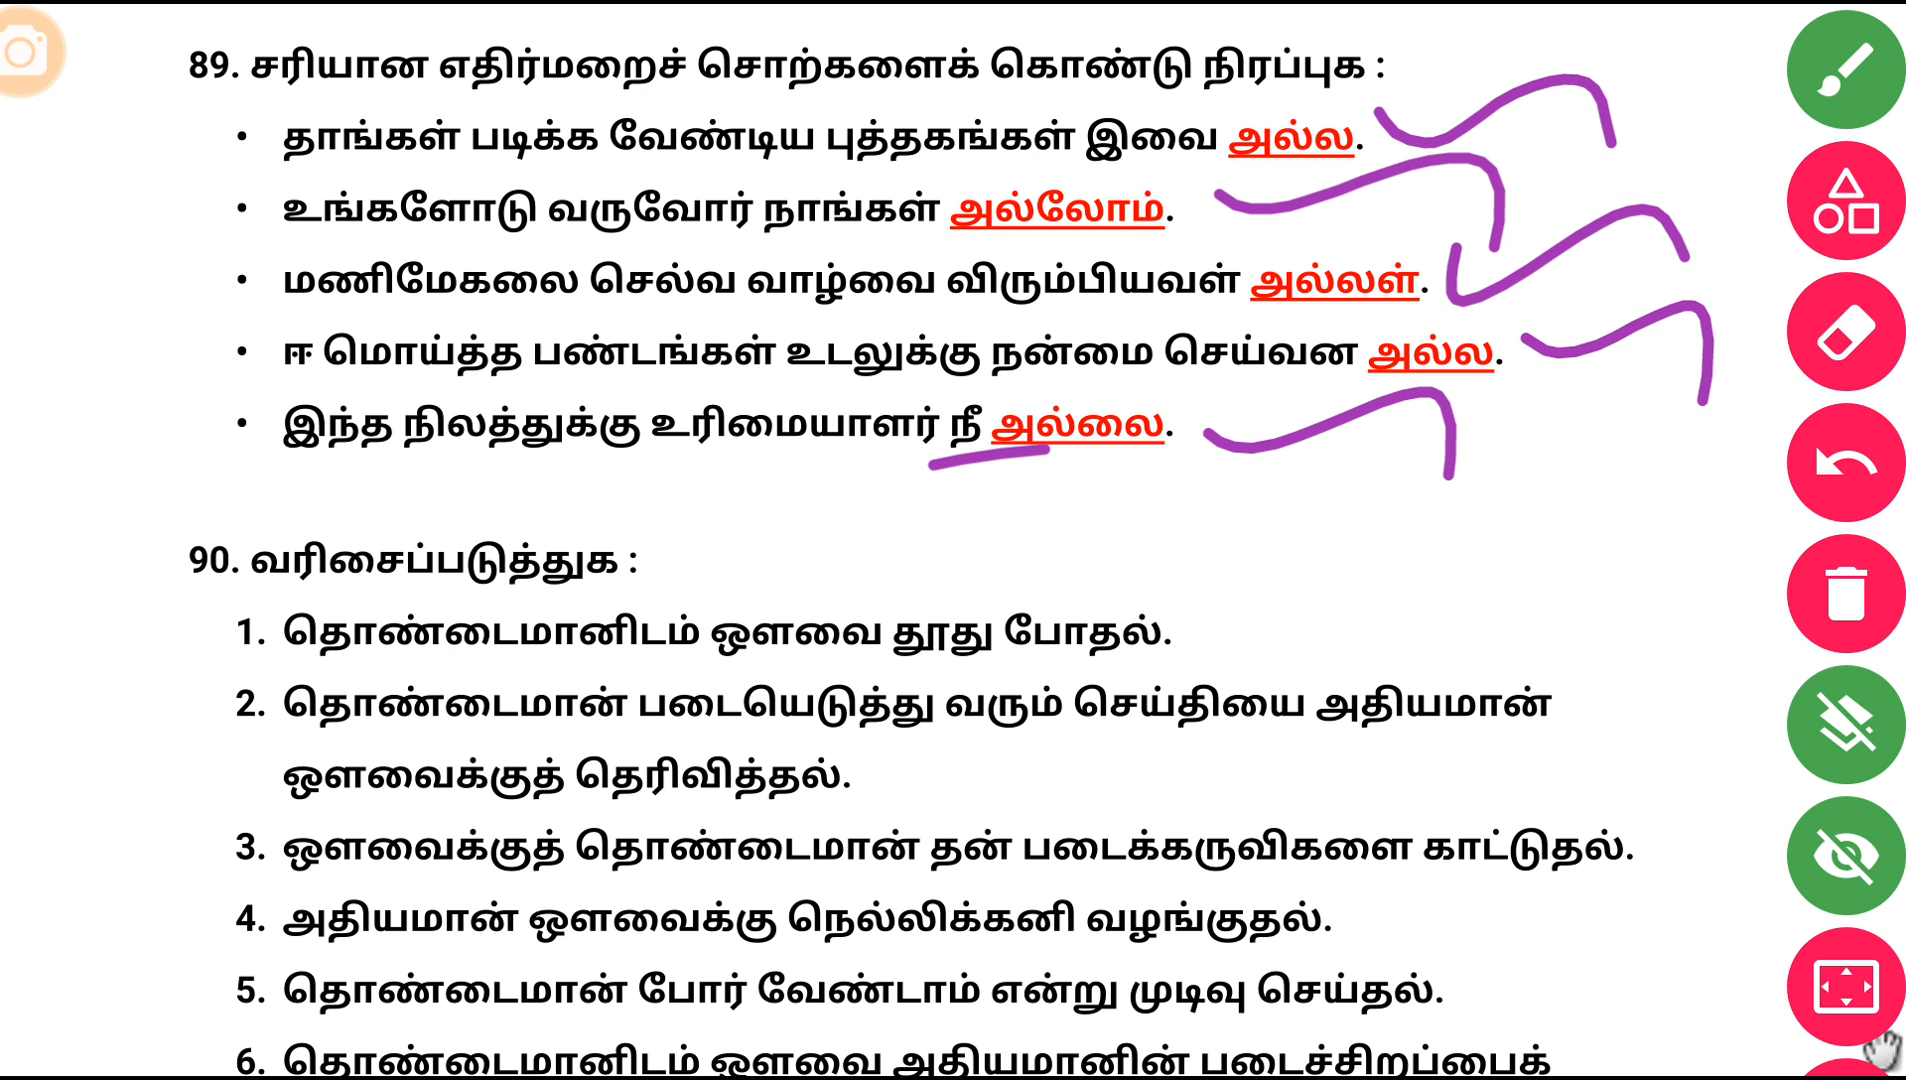 89. சரியான எதிர்மறைச் சொற்களைக் கொண்டு நிரப்புக :
• தாங்கள் படிக்க வேண்டிய புத்தகங்கள் இவை அல்ல.
• உங்களோடு வருவோர் நாங்கள் அல்லோம்.
• மணிமேகலை செல்வ வாழ்வை விரும்பியவள் அல்லள்.
• ஈ மொய்த்த பண்டங்கள் உடலுக்கு நன்மை செய்வன அல்ல.
• இந்த நிலத்துக்கு உரிமையாளர் நீ அல்லை.
90. வரிசைப்படுத்துக :
1. தொண்டைமானிடம் ஔவை தூது போதல்.
2. தொண்டைமான் படையெடுத்து வரும் செய்தியை அதியமான்
ஔவைக்குத் தெரிவித்தல்.
3. ஔவைக்குத் தொண்டைமான் தன் படைக்கருவிகளை காட்டுதல்.
4. அதியமான் ஔவைக்கு நெல்லிக்கனி வழங்குதல்.
5. தொண்டைமான் போர் வேண்டாம் என்று முடிவு செய்தல்.
6. தொண்டைமானிடம் ஔவை அதியமானின் படைச்சிறப்பைக்